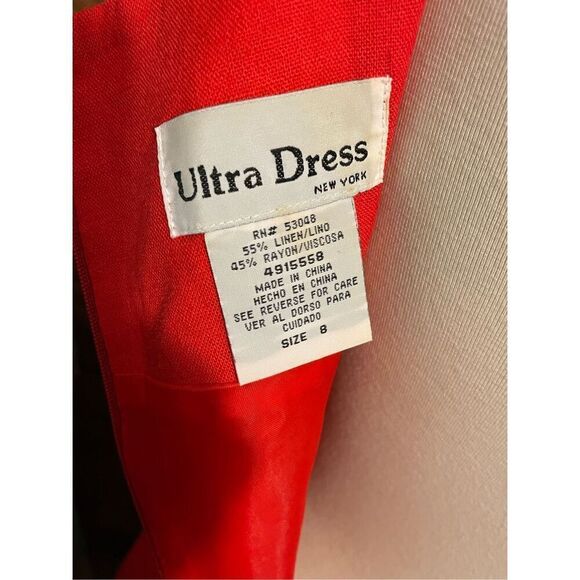 Ultra Dress
NEW YORK
RN# 53048
55% LINEN/LINO
45% RAYON/VISCOSA
4915558
MADE IN CHINA
HECHO EN CHINA
SEE REVERSE FOR CARE
VER AL DORSO PARA
CUIDADO
SIZE 8